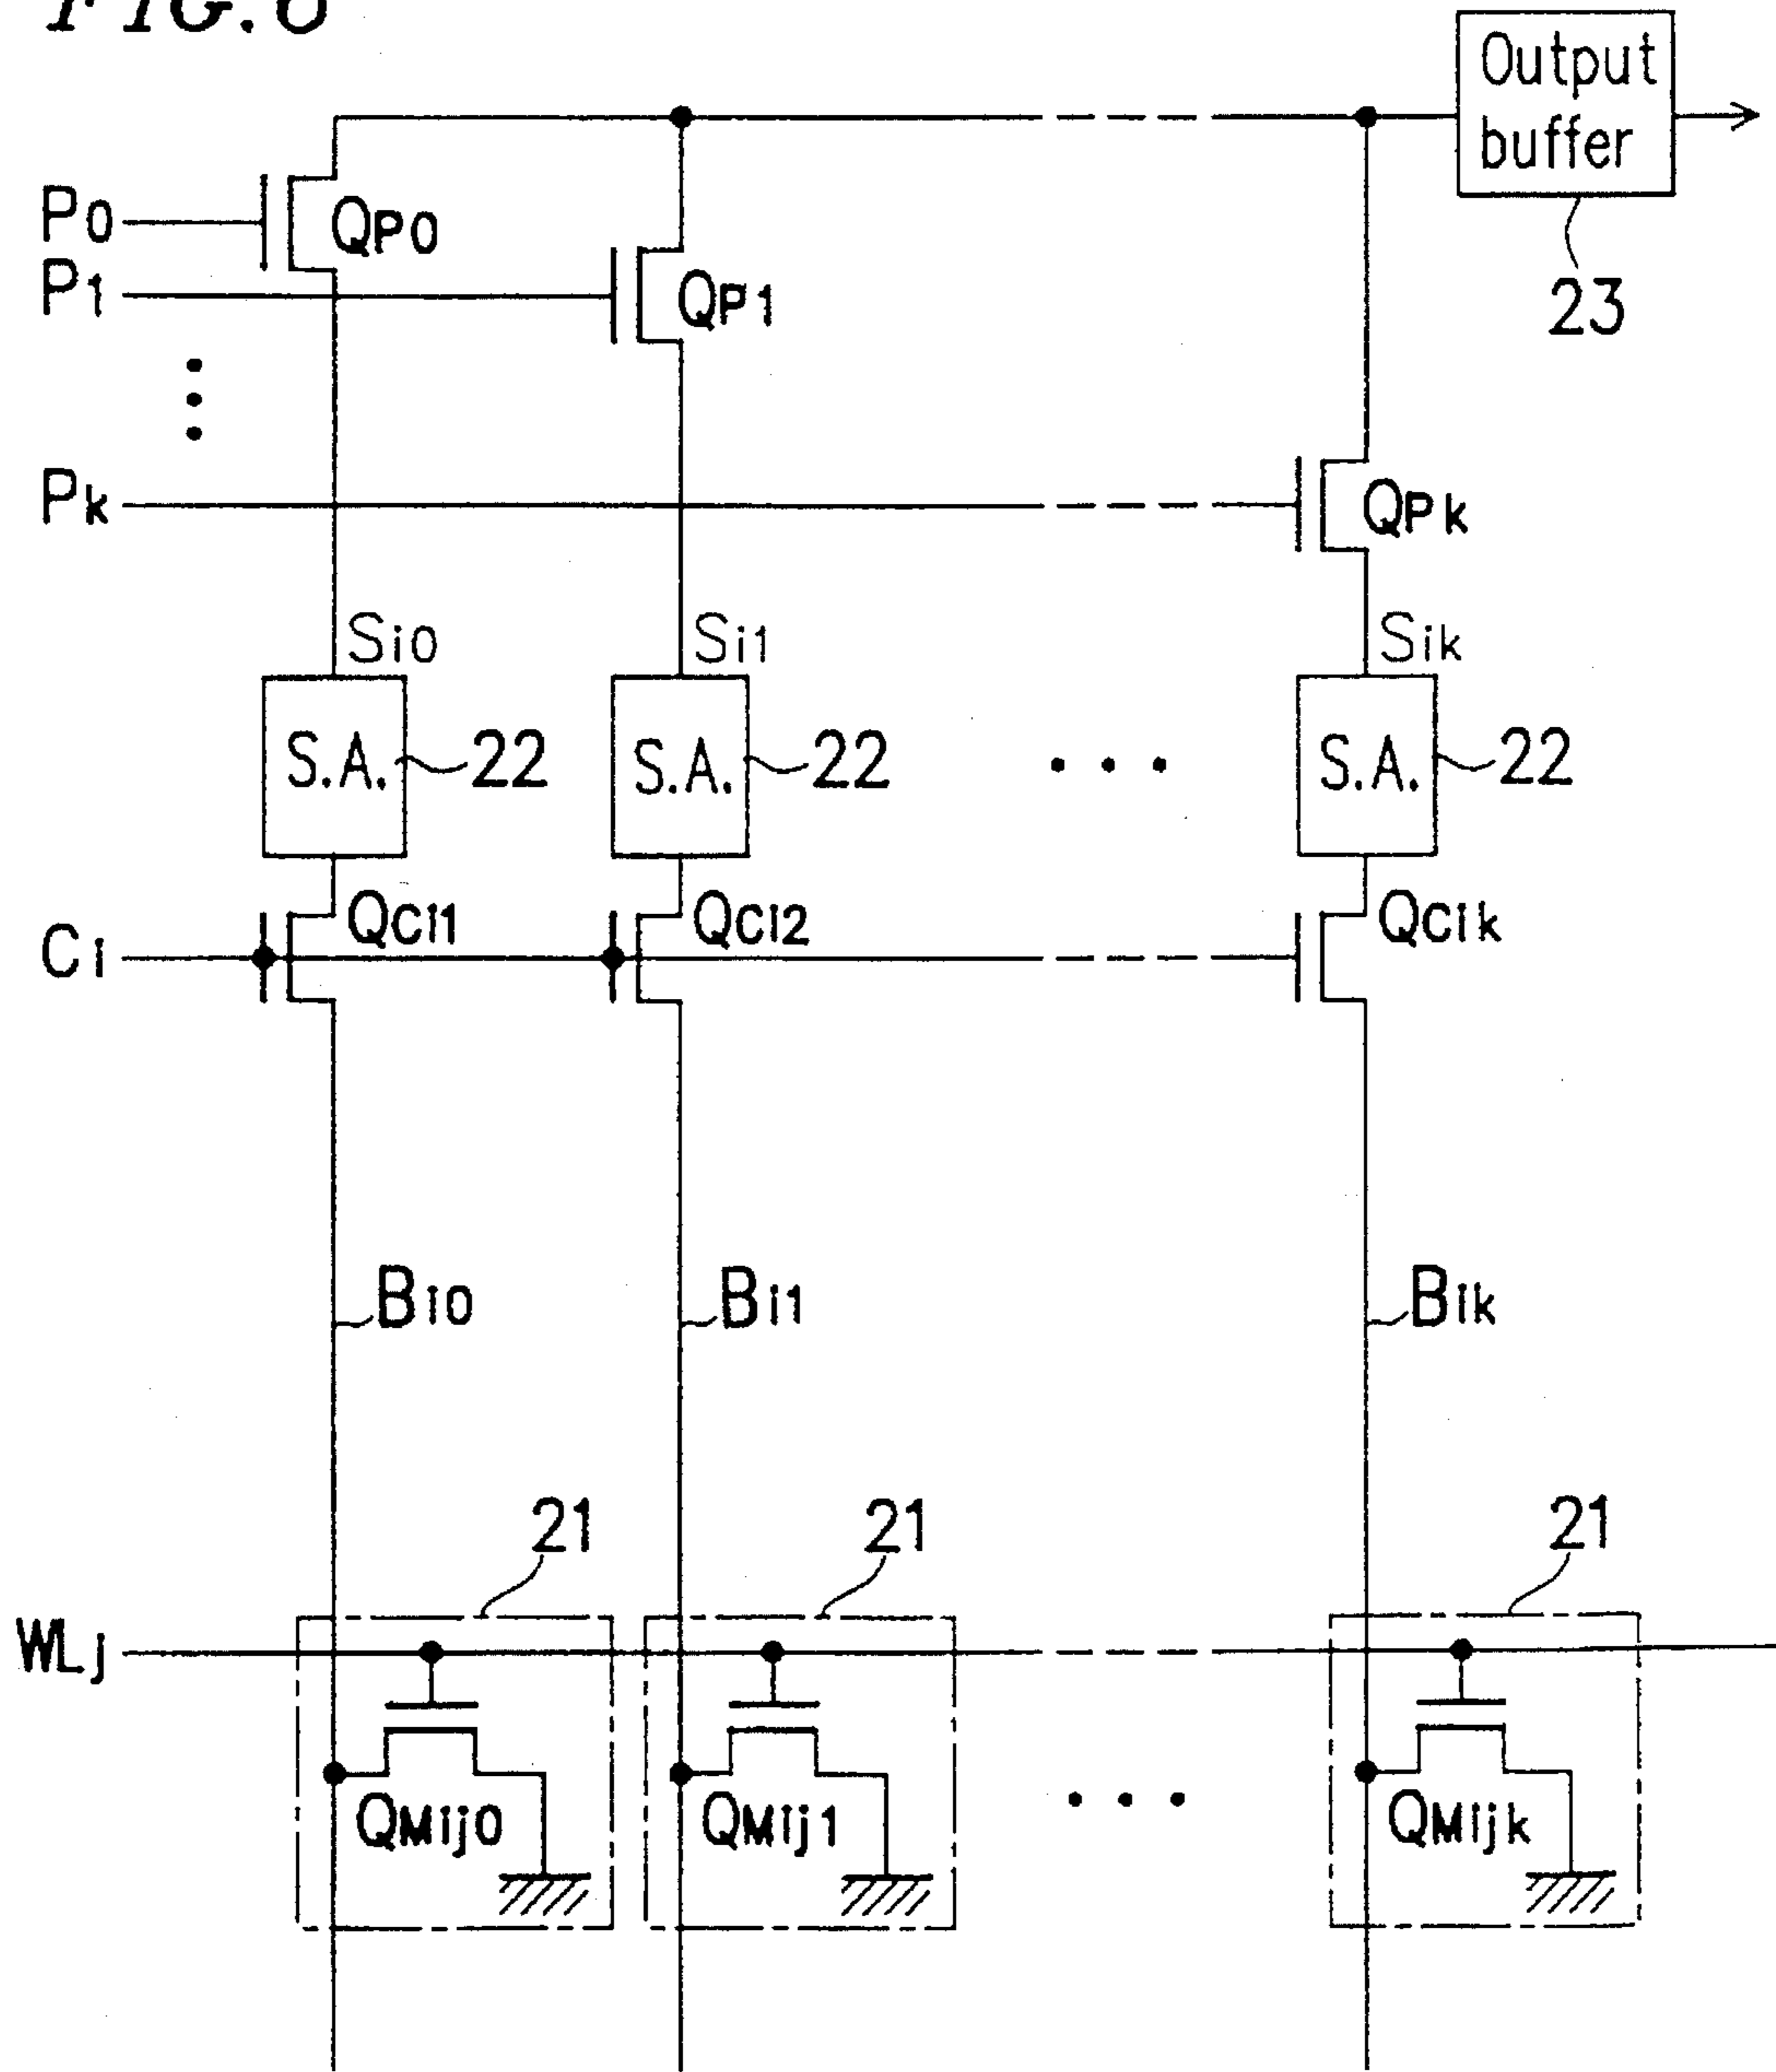 Output
buffer
P0
QP0
P1
QP1
23
Pk
QPk
Si0
Si1
Sik
S.A.
22
S.A.
22
S.A.
22
Ci
QCi1
QCi2
QCik
Bi0
Bi1
Bik
21
21
21
WLj
QMij0
QMij1
QMijk